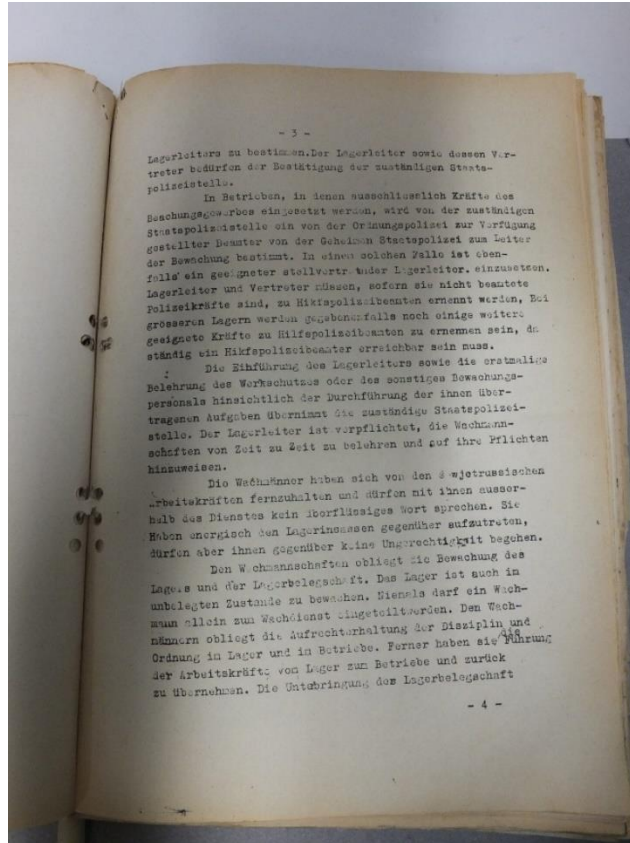 - 3 -
Lagerleiters zu bestimmen.Der Lagerleiter sowie dessen Ver-
treter bedürfen der Bestätigung der zuständigen Staats-
polizeistelle.
In Betrieben, in denen ausschliesslich Kräfte des
Beachungsgewerbes eingesetzt werden, wird von der zuständigen
Staatspolizeistelle ein von der Ordnungspolizei zur Verfügung
gestellter Beamter von der Geheimen Staatspolizei zum Leiter
der Bewachung bestimmt. In einem solchen Falle ist eben-
falls ein geeigneter stellvertretender Lagerleiter. einzusetzen.
Lagerleiter und Vertreter müssen, sofern sie nicht beamtete
Polizeikräfte sind, zu Hikfspolizeibeamten ernannt werden, Bei
grösseren Lagern werden gegebenenfalls noch einige weitere
geeignete Kräfte zu Hilfspolizeibeamten zu ernennen sein, da
ständig ein Hikfspolizeibeamter erreichbar sein muss.
Die Eihführung des Lagerleiters sowie die erstmalige
Belehrung des Werkschutzes oder des sonstiges Bewachungs-
personals hinsichtlich der Durchführung der ihnen über-
tragenen Aufgaben übernimmt die zuständige Staatspolizei-
stelle. Der Lagerleiter ist verpflichtet, die Wachmann-
schaften von Zeit zu Zeit zu belehren und auf ihre Pflichten
hinzuweisen.
Die Wachmänner haben sich von den sowjetrussischen
Arbeitskräften fernzuhalten und dürfen mit ihnen ausser-
halb des Dienstes kein überflüssiges Wort sprechen. Sie
Haben energisch den Lagerinsassen gegenüher aufzutreten,
dürfen aber ihnen gegenüber keine Ungerechtigkeit begehen.
Den Wachmannschaften obliegt die Bewachung des
Lagers und der Lagerbelegschaft. Das Lager ist auch im
unbelegten Zustande zu bewachen. Niemals darf ein Wach-
mann allein zum Wachdienst eingeteiltwerden. Den Wach-
männern obliegt die Aufrechterhaltung der Disziplin und
Ordnung im Lager und im Betriebe. Ferner haben sie die Führung
der Arbeitskräfte vom Lager zum Betriebe und zurück
zu übernehmen. Die Untebringung des Lagerbelegschaft
- 4 -